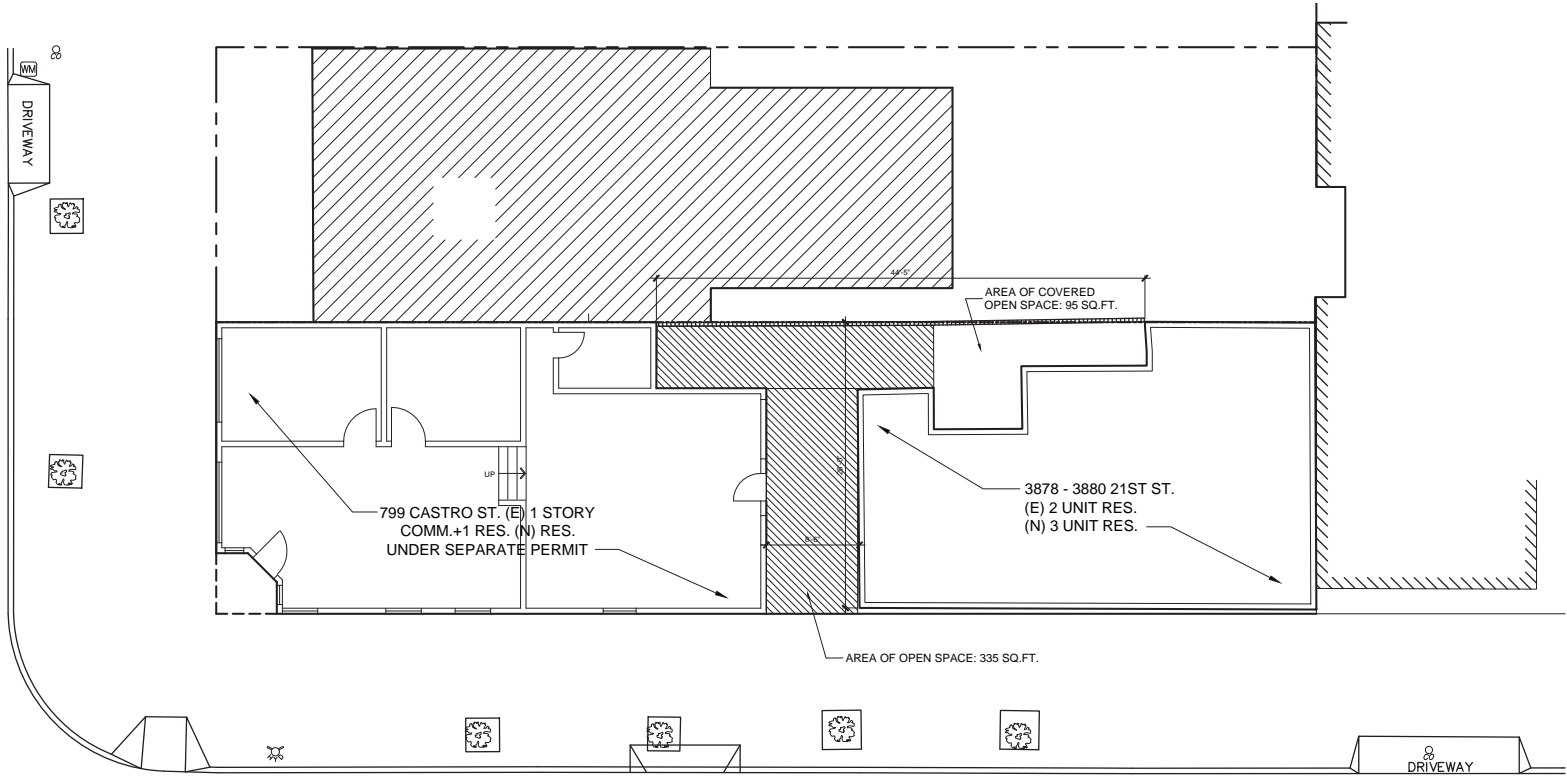 WM
DRIVEWAY
44'-5"
AREA OF COVERED
OPEN SPACE: 95 SQ.FT.
UP
799 CASTRO ST. (E) 1 STORY
COMM.+1 RES. (N) RES.
UNDER SEPARATE PERMIT
3878 - 3880 21ST ST.
(E) 2 UNIT RES.
(N) 3 UNIT RES.
AREA OF OPEN SPACE: 335 SQ.FT.
DRIVEWAY